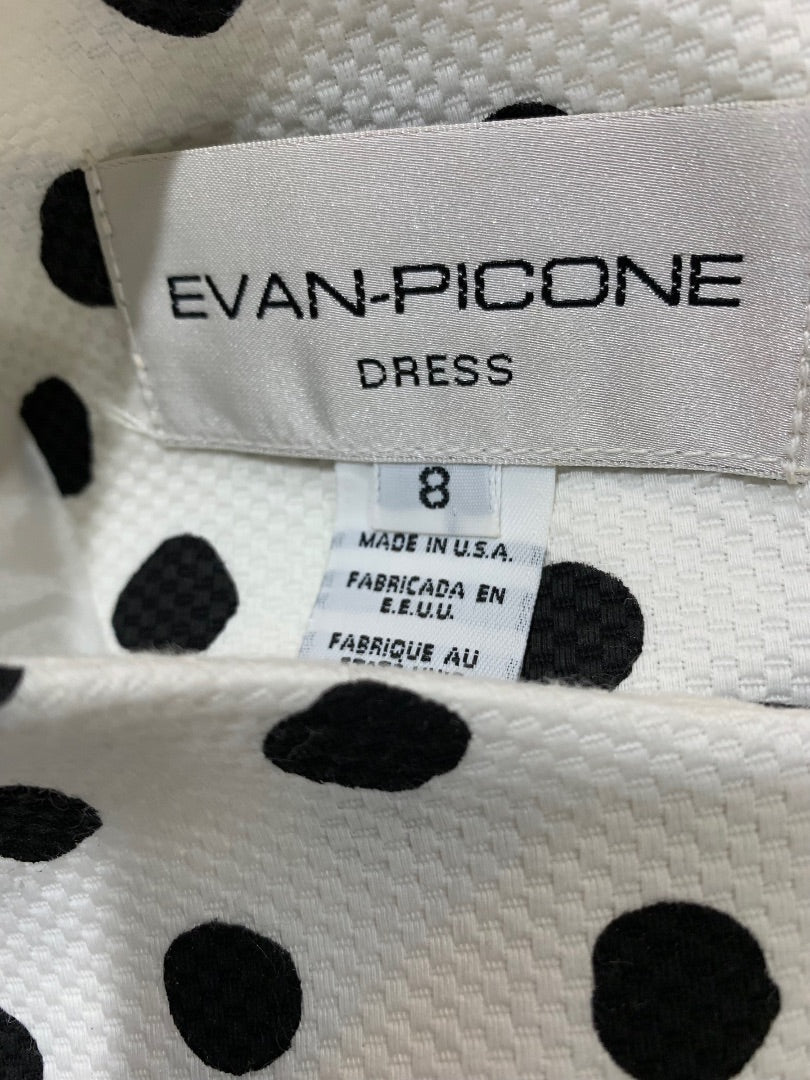 EVAN-PICONE
DRESS
8
MADE IN U.S.A.
FABRICADA EN
E.E.U.U.
FABRIQUE AU